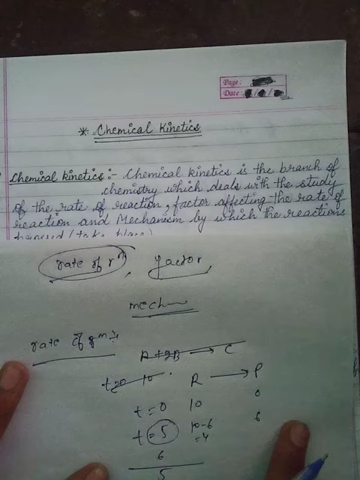 Page:
Date:
* Chemical Kinetics
Chemical kinetics :- Chemical kinetics is the branch of
chemistry which deals with the study
of the rate of reaction, factor affecting the rate of
reaction and Mechanism by which the reactions
rate of rxn, factor,
mech
rate of rxn:
A + 2B → C
t=0 10
R → P
t=0 10 0
t=5 10-6 6
=4
6
5